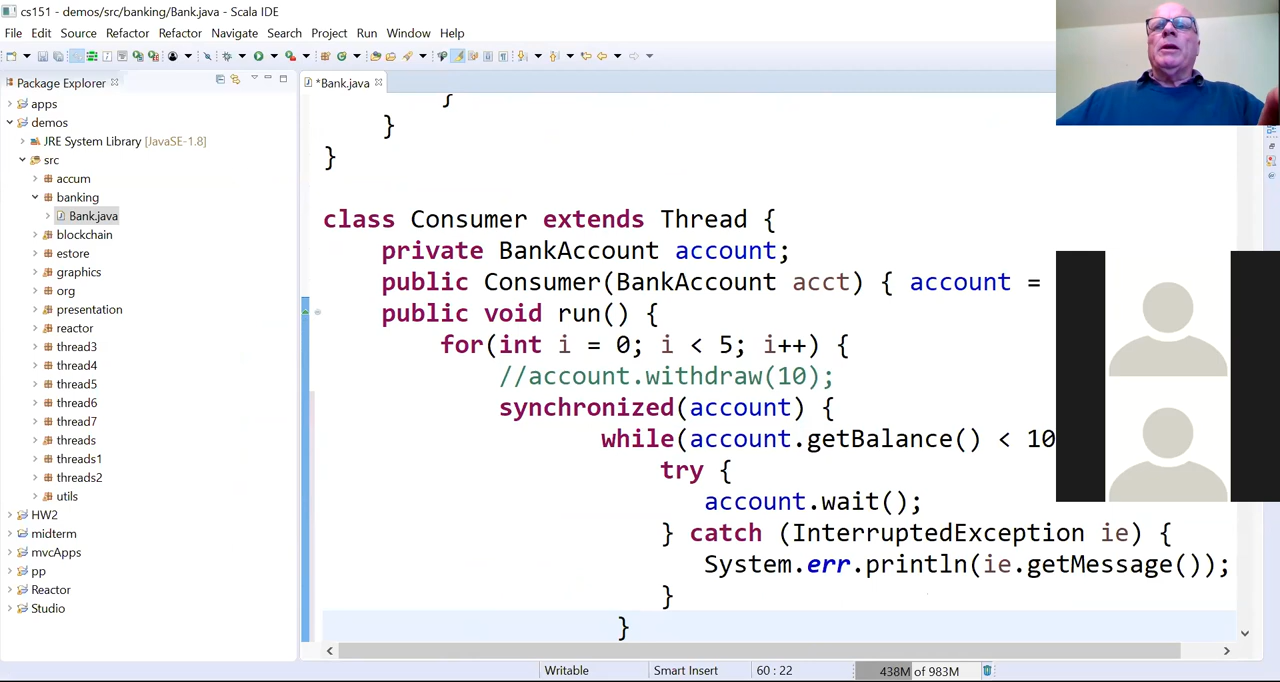 cs151 - demos/src/banking/Bank.java - Scala IDE
File Edit Source Refactor Refactor Navigate Search Project Run Window Help
Package Explorer
*Bank.java
apps
demos
JRE System Library [JavaSE-1.8]
src
accum
banking
Bank.java
blockchain
estore
graphics
org
presentation
reactor
thread3
thread4
thread5
thread6
thread7
threads
threads1
threads2
utils
HW2
midterm
mvcApps
pp
Reactor
Studio
}
}
}
class Consumer extends Thread {
private BankAccount account;
public Consumer(BankAccount acct) { account =
public void run() {
for(int i = 0; i < 5; i++) {
//account.withdraw(10);
synchronized(account) {
while(account.getBalance() < 10
try {
account.wait();
} catch (InterruptedException ie) {
System.err.println(ie.getMessage());
}
}
Writable Smart Insert 60 : 22 438M of 983M